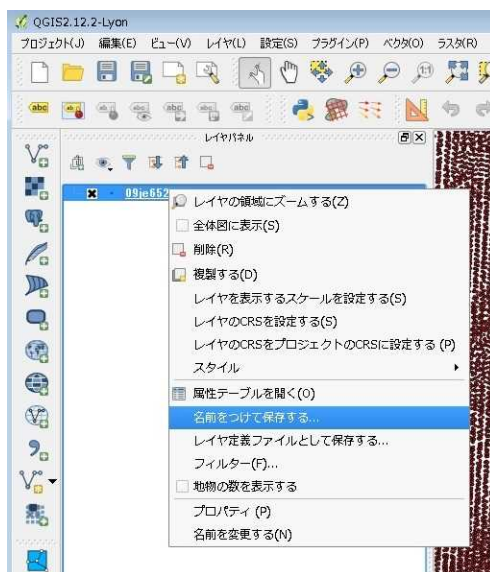 QGIS2.12.2-Lyon
プロジェクト(J) 編集(E) ビュー(V) レイヤ(L) 設定(S) プラグイン(P) ベクタ(O) ラスタ(R)
1:1
abc abc abc abc abc abc
レイヤパネル
09je652
レイヤの領域にズームする(Z)
全体図に表示(S)
削除(R)
複製する(D)
レイヤを表示するスケールを設定する(S)
レイヤのCRSを設定する(S)
レイヤのCRSをプロジェクトのCRSに設定する (P)
スタイル
属性テーブルを開く(O)
名前をつけて保存する...
レイヤ定義ファイルとして保存する...
フィルター(F)...
地物の数を表示する
プロパティ (P)
名前を変更する(N)